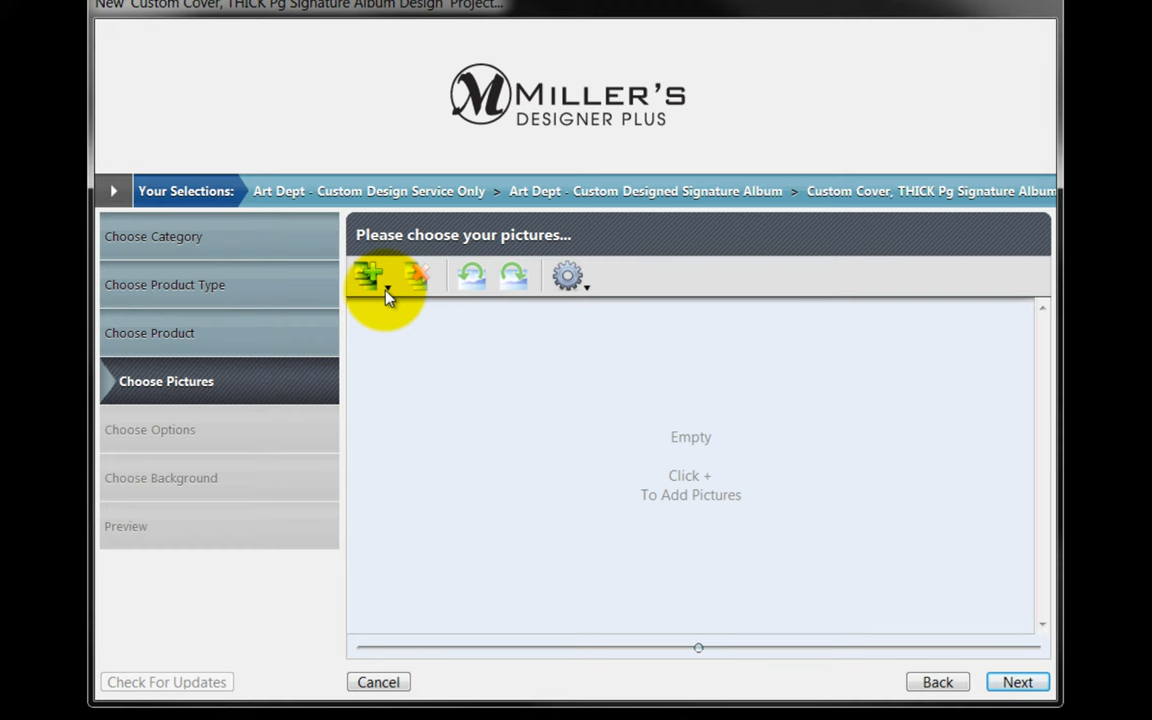 New 'Custom Cover, THICK Pg Signature Album Design' Project...
M MILLER'S
DESIGNER PLUS
Your Selections: Art Dept - Custom Design Service Only > Art Dept - Custom Designed Signature Album > Custom Cover, THICK Pg Signature Album
Choose Category
Choose Product Type
Choose Product
Choose Pictures
Choose Options
Choose Background
Preview
Please choose your pictures...
Empty
Click +
To Add Pictures
Check For Updates
Cancel
Back
Next